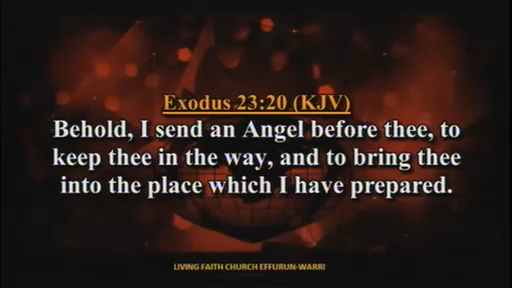 Exodus 23:20 (KJV)
Behold, I send an Angel before thee, to
keep thee in the way, and to bring thee
into the place which I have prepared.
LIVING FAITH CHURCH EFFURUN-WARRI